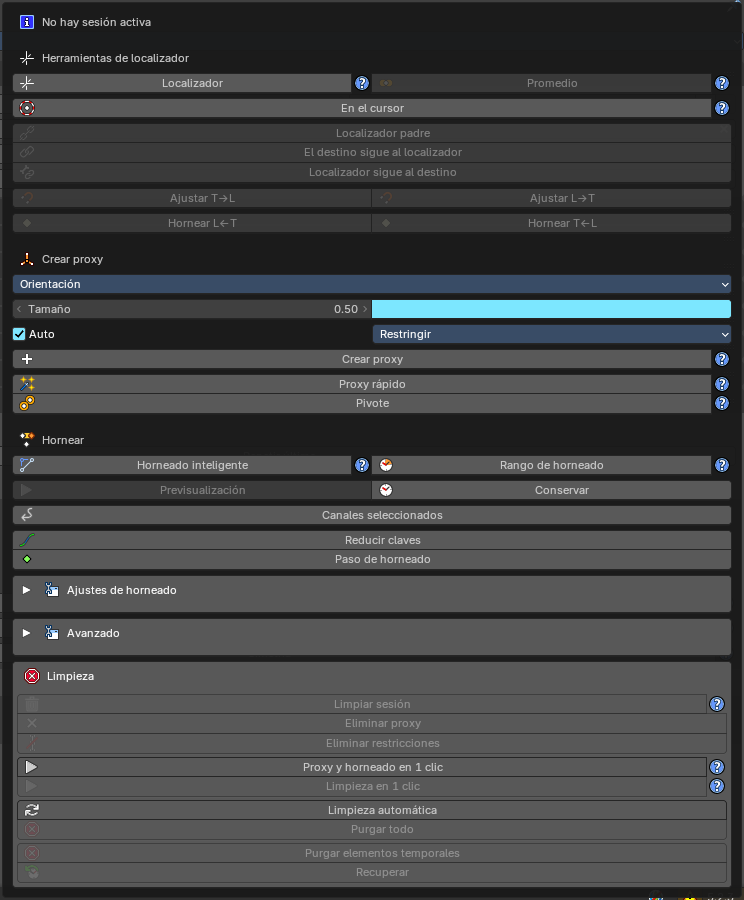 No hay sesión activa
Herramientas de localizador
Localizador ? Promedio ?
En el cursor ?
Localizador padre
El destino sigue al localizador
Localizador sigue al destino
Ajustar T→L Ajustar L→T
Hornear L←T Hornear T←L
Crear proxy
Orientación
Tamaño 0.50
Auto Restringir
Crear proxy ?
Proxy rápido ?
Pivote ?
Hornear
Horneado inteligente ? Rango de horneado ?
Previsualización Conservar
Canales seleccionados
Reducir claves
Paso de horneado
Ajustes de horneado
Avanzado
Limpieza
Limpiar sesión ?
Eliminar proxy
Eliminar restricciones
Proxy y horneado en 1 clic ?
Limpieza en 1 clic ?
Limpieza automática
Purgar todo
Purgar elementos temporales
Recuperar